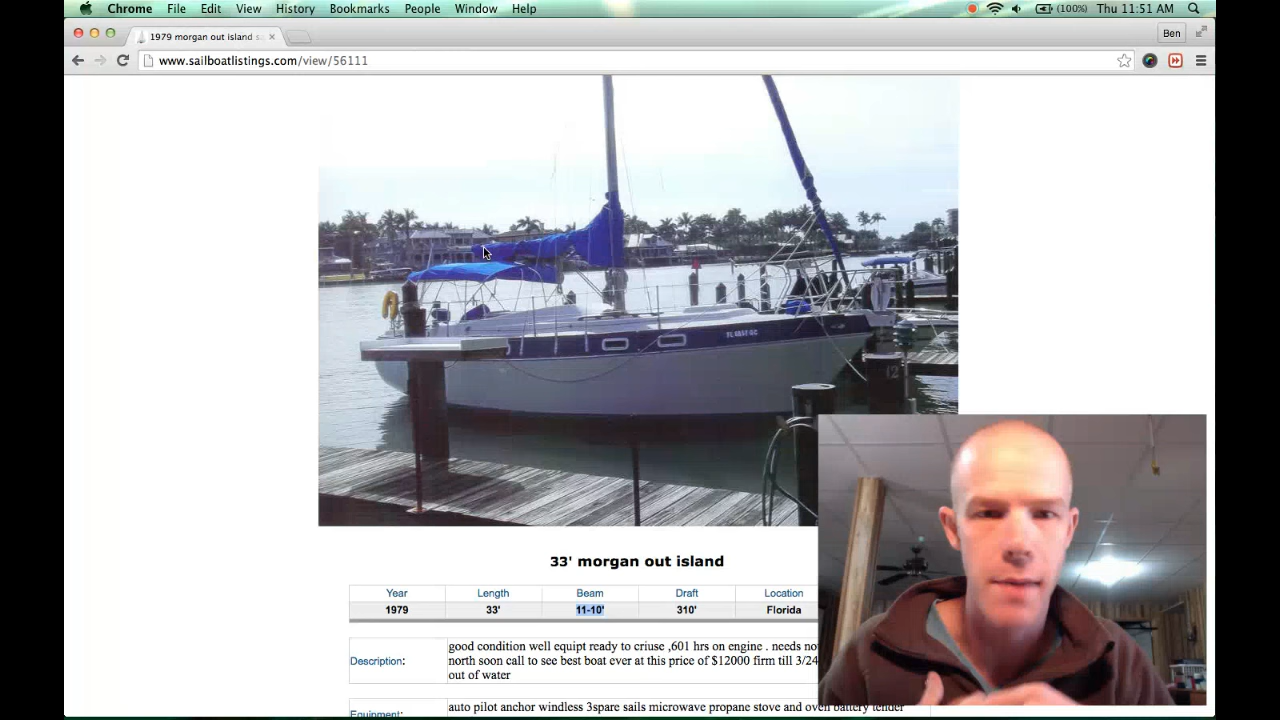 Chrome File Edit View History Bookmarks People Window Help (100%) Thu 11:51 AM
1979 morgan out island s
Ben
www.sailboatlistings.com/view/56111
33' morgan out island
Year Length Beam Draft Location
1979 33' 11-10' 310' Florida
Description: good condition well equipt ready to criuse ,601 hrs on engine . needs
north soon call to see best boat ever at this price of $12000 firm till 3/24
out of water
Equipment: auto pilot anchor windless 3spare sails microwave propane stove and oven battery tender